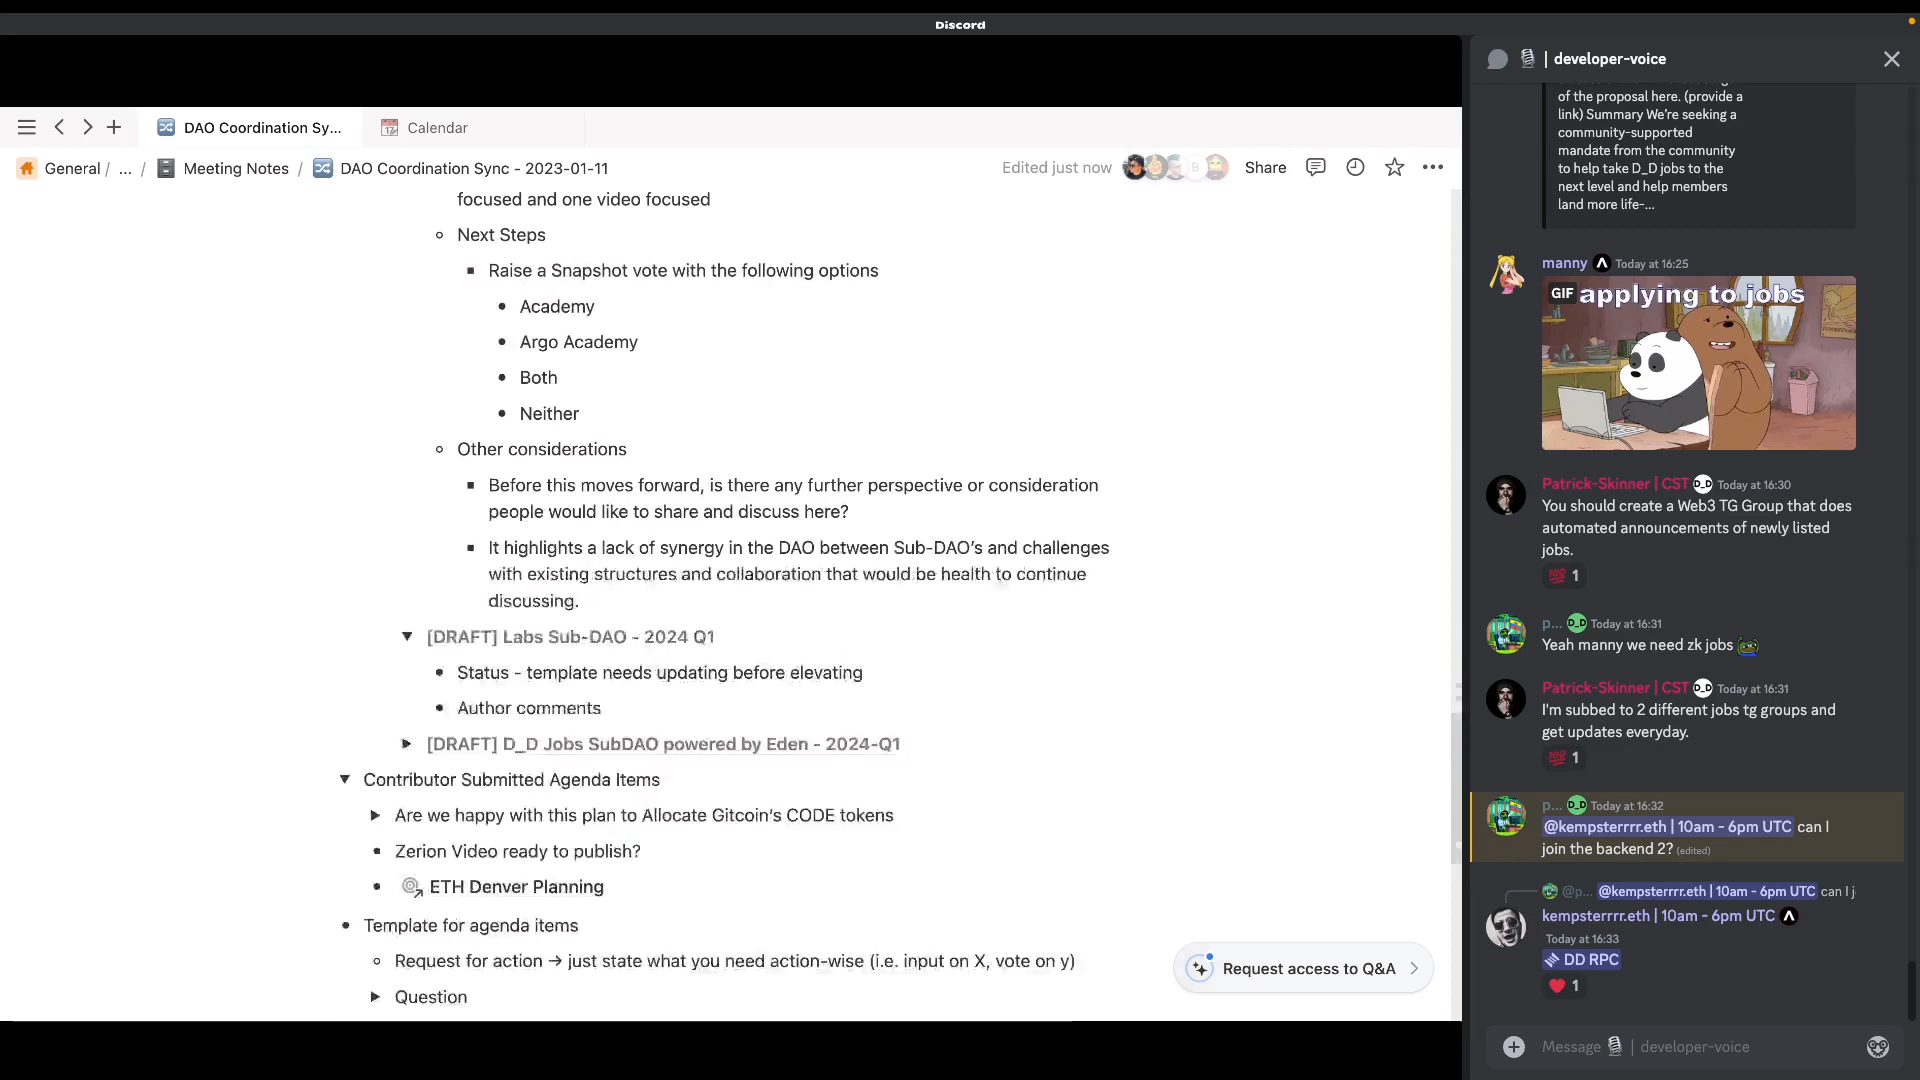 Discord
DAO Coordination Sy...
Calendar
General / ... / Meeting Notes / DAO Coordination Sync - 2023-01-11
Edited just now
B
Share
focused and one video focused
Next Steps
Raise a Snapshot vote with the following options
Academy
Argo Academy
Both
Neither
Other considerations
Before this moves forward, is there any further perspective or consideration
people would like to share and discuss here?
It highlights a lack of synergy in the DAO between Sub-DAO's and challenges
with existing structures and collaboration that would be health to continue
discussing.
[DRAFT] Labs Sub-DAO - 2024 Q1
Status - template needs updating before elevating
Author comments
[DRAFT] D_D Jobs SubDAO powered by Eden - 2024-Q1
Contributor Submitted Agenda Items
Are we happy with this plan to Allocate Gitcoin's CODE tokens
Zerion Video ready to publish?
ETH Denver Planning
Template for agenda items
Request for action → just state what you need action-wise (i.e. input on X, vote on y)
Question
Request access to Q&A
| developer-voice
of the proposal here. (provide a
link) Summary We're seeking a
community-supported
mandate from the community
to help take D_D jobs to the
next level and help members
land more life-...
manny Today at 16:25
GIF applying to jobs
Patrick-Skinner | CST D_D Today at 16:30
You should create a Web3 TG Group that does
automated announcements of newly listed
jobs.
100 1
p... D_D Today at 16:31
Yeah manny we need zk jobs
Patrick-Skinner | CST D_D Today at 16:31
I'm subbed to 2 different jobs tg groups and
get updates everyday.
100 1
p... D_D Today at 16:32
@kempsterrrr.eth | 10am - 6pm UTC can I
join the backend 2? (edited)
@p... @kempsterrrr.eth | 10am - 6pm UTC can I j
kempsterrrr.eth | 10am - 6pm UTC
Today at 16:33
DD RPC
1
Message | developer-voice